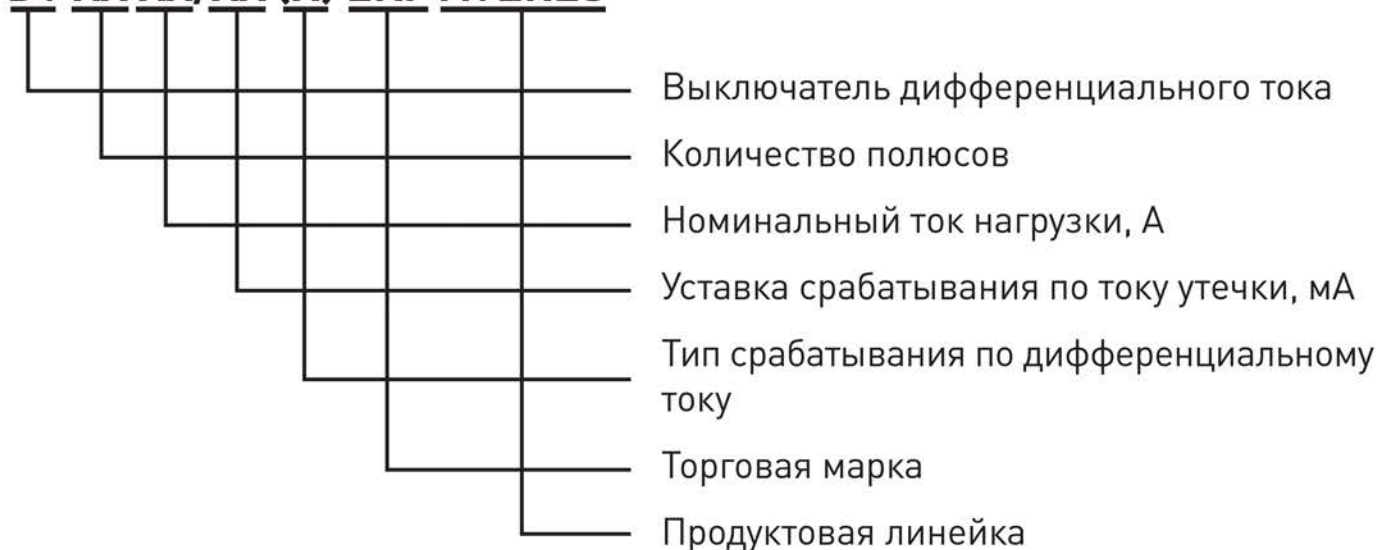 Выключатель дифференциального тока
Количество полюсов
Номинальный ток нагрузки, А
Уставка срабатывания по току утечки, мА
Тип срабатывания по дифференциальному
току
Торговая марка
Продуктовая линейка